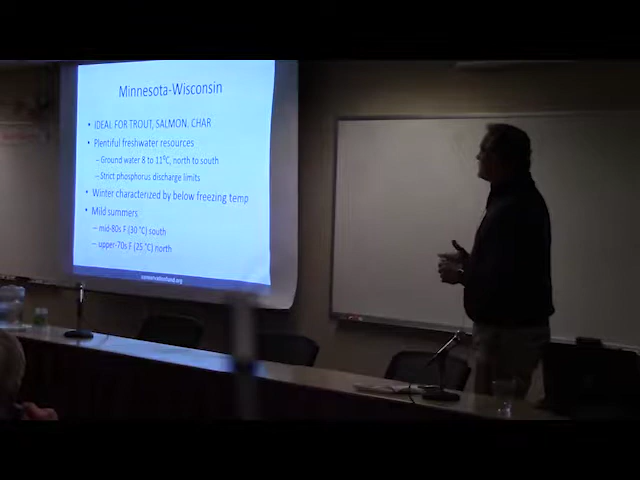 Minnesota-Wisconsin
• IDEAL FOR TROUT, SALMON. CHAR
• Plentiful freshwater resources
–Ground water 8 to 11°C, north to south
–Strict phosphorus discharge limits
• Winter characterized by below freezing temp
• Mild summers
– mid-80s F (30 °C) south
– upper-70s F (25 °C) north
conservationfund.org